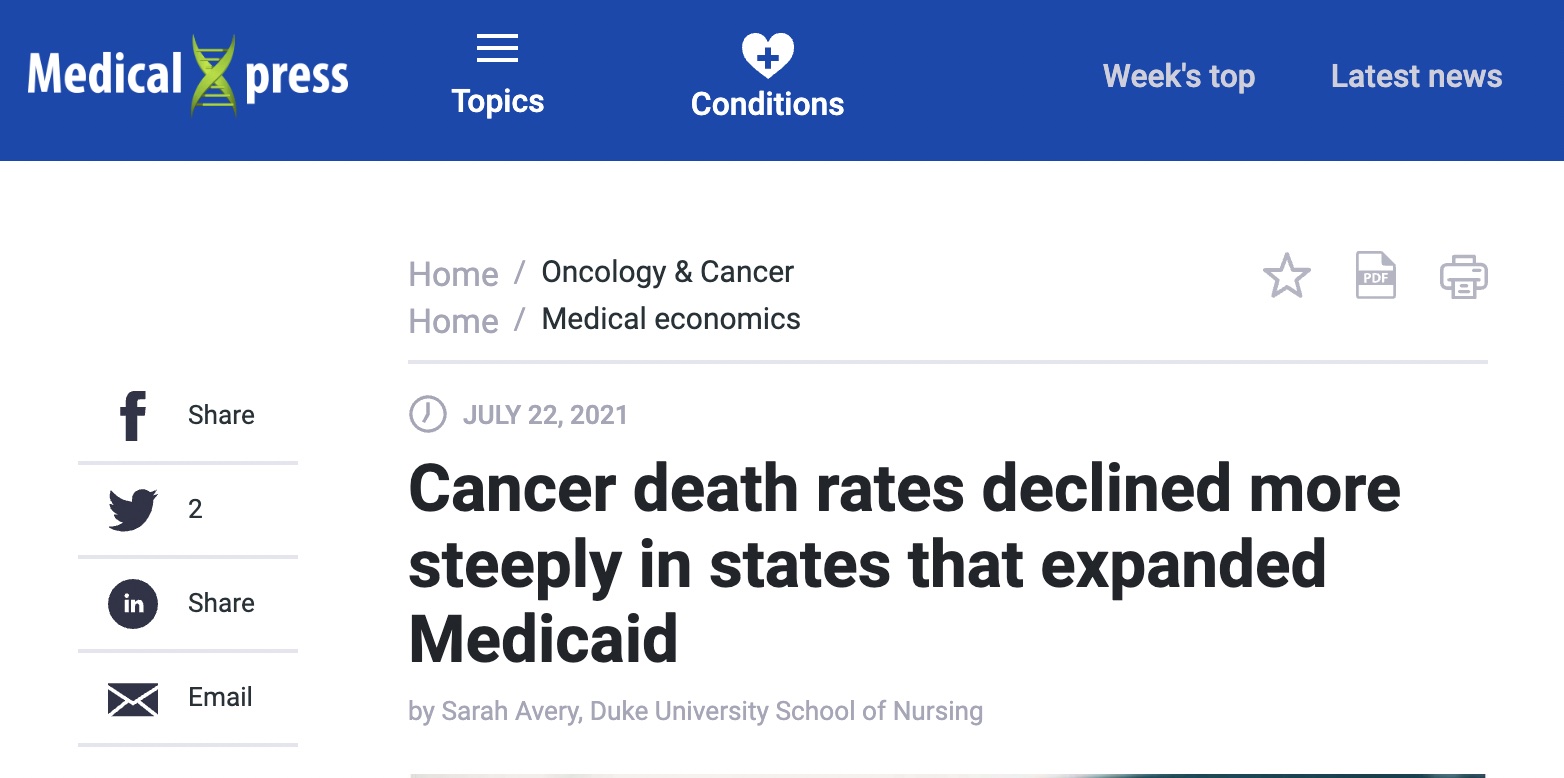 Medical Xpress
Topics
Conditions
Week's top
Latest news
Home / Oncology & Cancer
Home / Medical economics
PDF
JULY 22, 2021
Cancer death rates declined more
steeply in states that expanded
Medicaid
by Sarah Avery, Duke University School of Nursing
f Share
2
in Share
Email